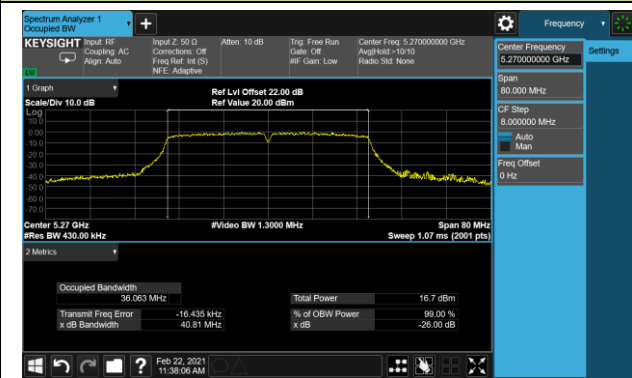 Spectrum Analyzer 1
Occupied BW
Frequency
KEYSIGHT
Input: RF
Coupling: AC
Align: Auto
Input Z: 50 Ω
Corrections: Off
Freq Ref: Int (S)
NFE: Adaptive
Atten: 10 dB
Trig: Free Run
Gate: Off
#IF Gain: Low
Center Freq: 5.270000000 GHz
Avg|Hold:>10/10
Radio Std: None
Center Frequency
5.270000000 GHz
Settings
Span
80.000 MHz
CF Step
8.000000 MHz
Auto
Man
Freq Offset
0 Hz
1 Graph
Scale/Div 10.0 dB
Ref Lvl Offset 22.00 dB
Ref Value 20.00 dBm
Log
10.0
0.00
-10.0
-20.0
-30.0
-40.0
-50.0
-60.0
-70.0
Center 5.27 GHz
#Video BW 1.3000 MHz
Span 80 MHz
#Res BW 430.00 kHz
Sweep 1.07 ms (2001 pts)
2 Metrics
Occupied Bandwidth
36.063 MHz
Total Power
16.7 dBm
Transmit Freq Error
-16.435 kHz
% of OBW Power
99.00 %
x dB Bandwidth
40.81 MHz
x dB
-26.00 dB
Feb 22, 2021
11:38:06 AM